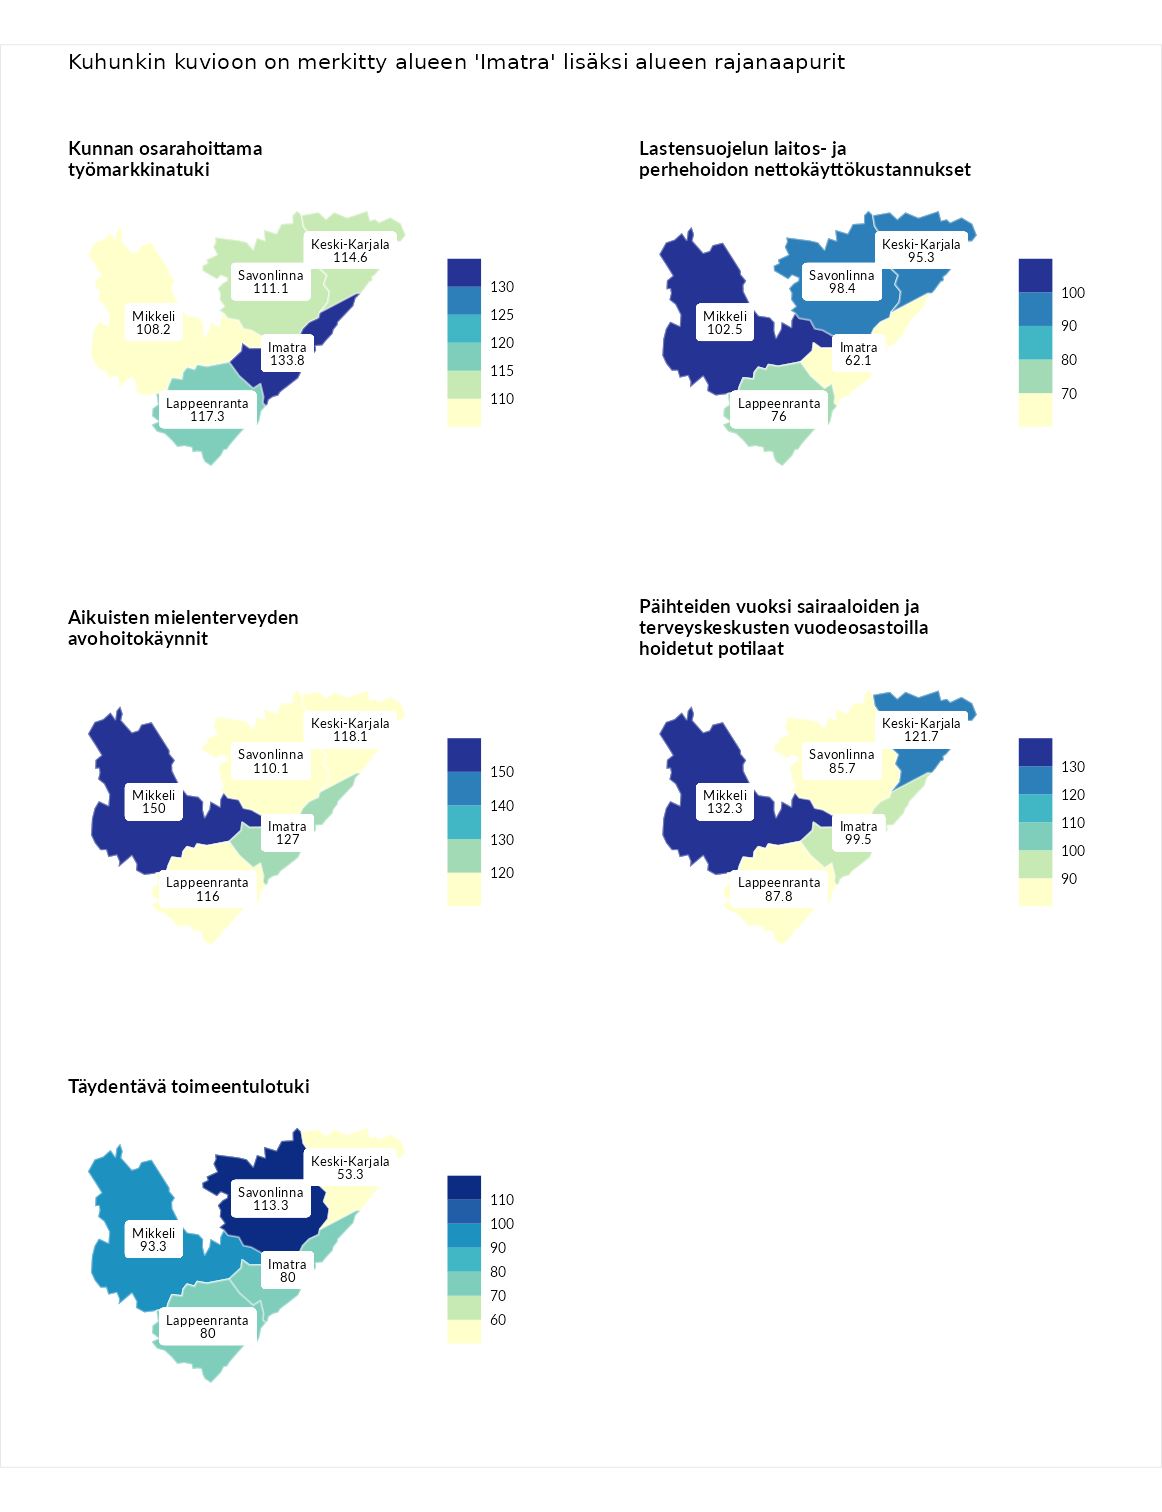 Kuhunkin kuvioon on merkitty alueen 'Imatra' lisäksi alueen rajanaapurit
Kunnan osarahoittama
työmarkkinatuki
Keski-Karjala
114.6
Savonlinna
111.1
Mikkeli
108.2
Imatra
133.8
Lappeenranta
117.3
130
125
120
115
110
Lastensuojelun laitos- ja
perhehoidon nettokäyttökustannukset
Keski-Karjala
95.3
Savonlinna
98.4
Mikkeli
102.5
Imatra
62.1
Lappeenranta
76
100
90
80
70
Aikuisten mielenterveyden
avohoitokäynnit
Keski-Karjala
118.1
Savonlinna
110.1
Mikkeli
150
Imatra
127
Lappeenranta
116
150
140
130
120
Päihteiden vuoksi sairaaloiden ja
terveyskeskusten vuodeosastoilla
hoidetut potilaat
Keski-Karjala
121.7
Savonlinna
85.7
Mikkeli
132.3
Imatra
99.5
Lappeenranta
87.8
130
120
110
100
90
Täydentävä toimeentulotuki
Keski-Karjala
53.3
Savonlinna
113.3
Mikkeli
93.3
Imatra
80
Lappeenranta
80
110
100
90
80
70
60